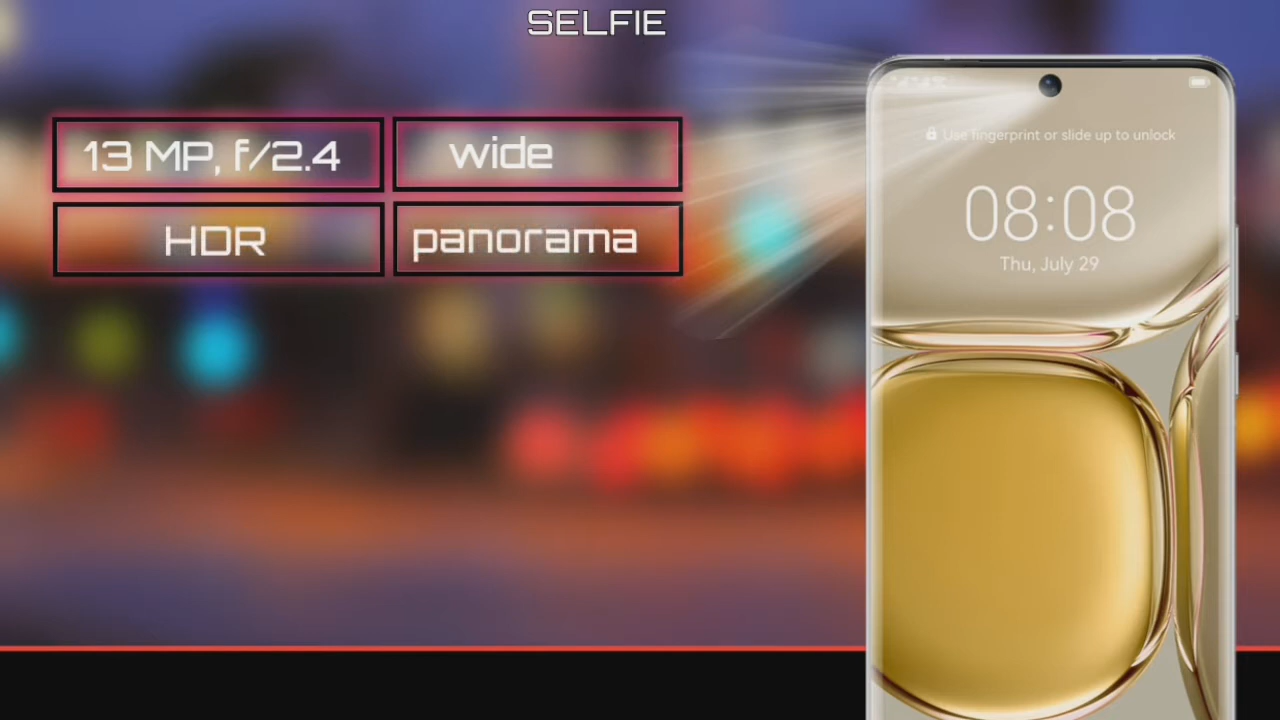 SELFIE
13 MP, f/2.4
wide
HDR
panorama
Use fingerprint or slide up to unlock
08:08
Thu, July 29